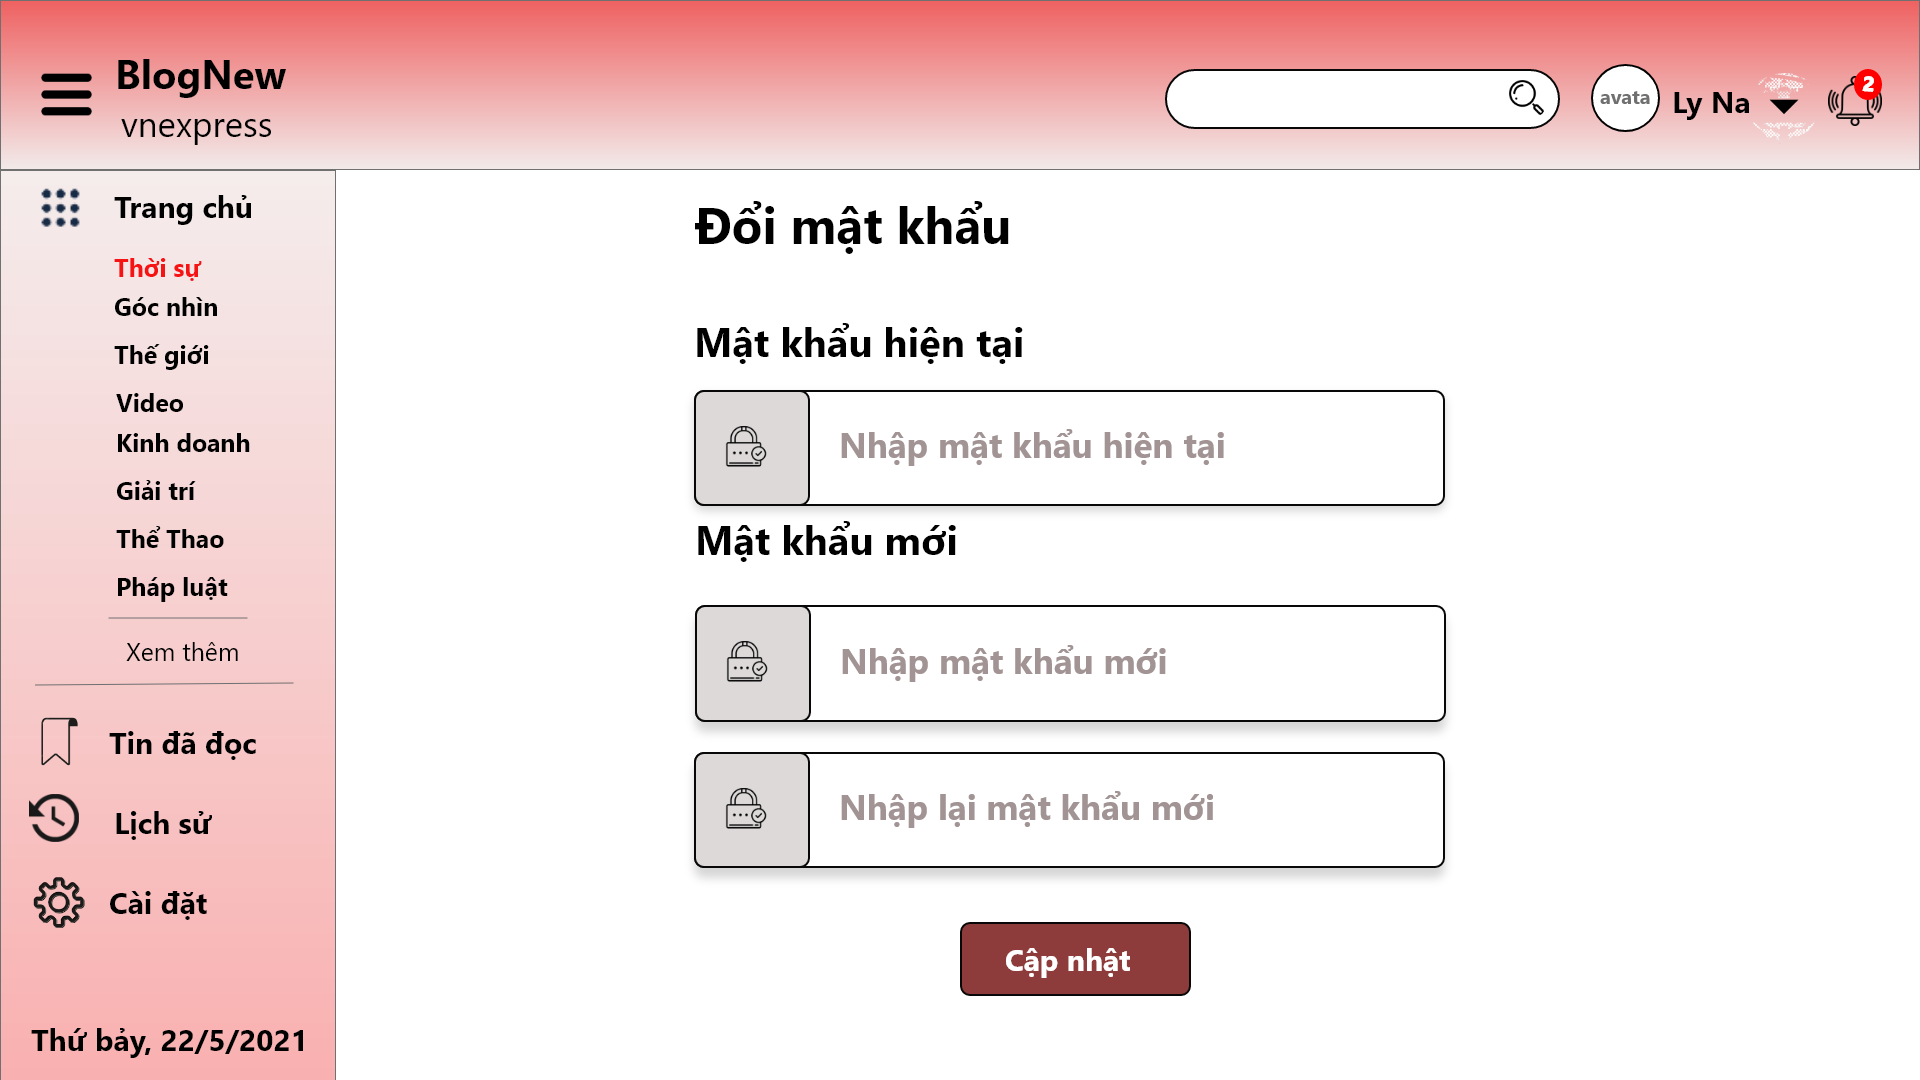 BlogNew
vnexpress
avata
Ly Na
2
Trang chủ
Thời sự
Góc nhìn
Thế giới
Video
Kinh doanh
Giải trí
Thể Thao
Pháp luật
Xem thêm
Tin đã đọc
Lịch sử
Cài đặt
Thứ bảy, 22/5/2021
Đổi mật khẩu
Mật khẩu hiện tại
Nhập mật khẩu hiện tại
Mật khẩu mới
Nhập mật khẩu mới
Nhập lại mật khẩu mới
Cập nhật